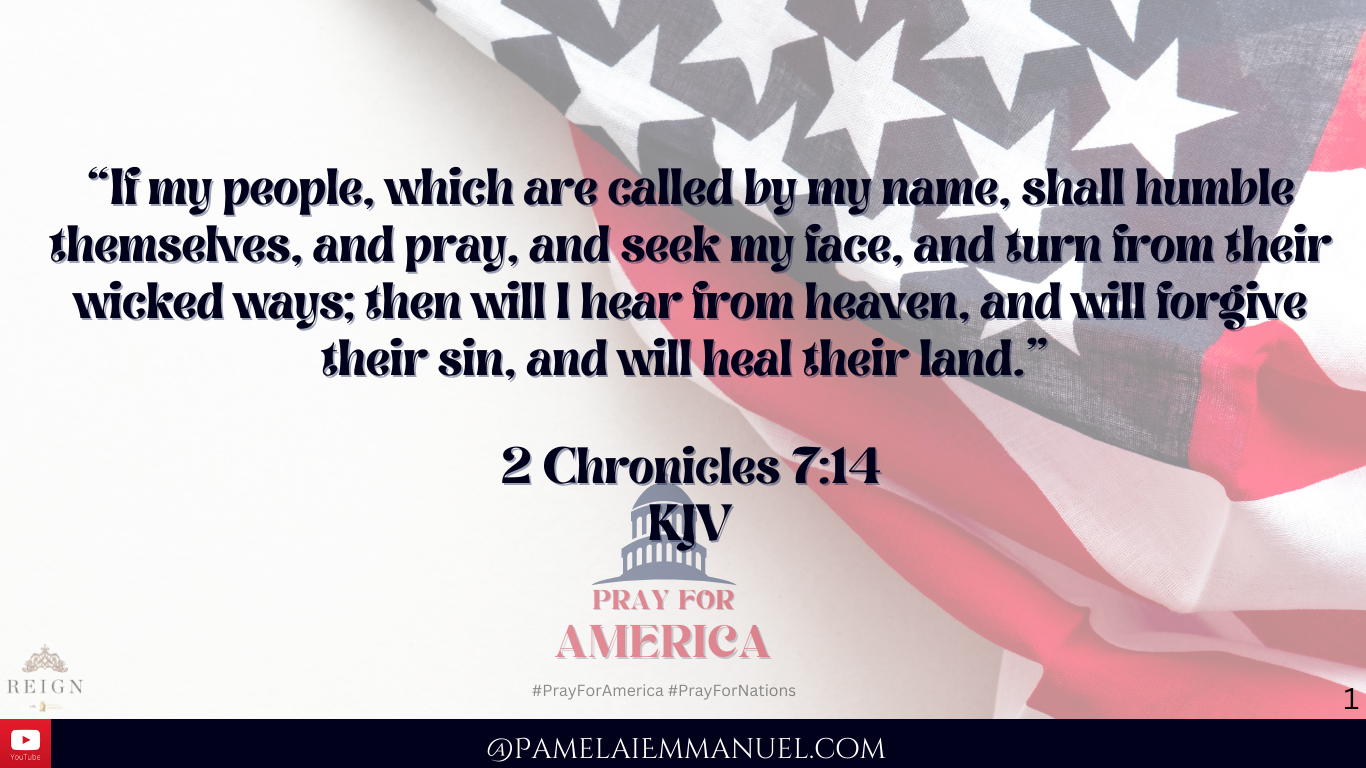 “If my people, which are called by my name, shall humble
themselves, and pray, and seek my face, and turn from their
wicked ways; then will I hear from heaven, and will forgive
their sin, and will heal their land.”
2 Chronicles 7:14
KJV
PRAY FOR
AMERICA
#PrayForAmerica #PrayForNations
REIGN
1
YouTube
@PAMELAIEMMANUEL.COM